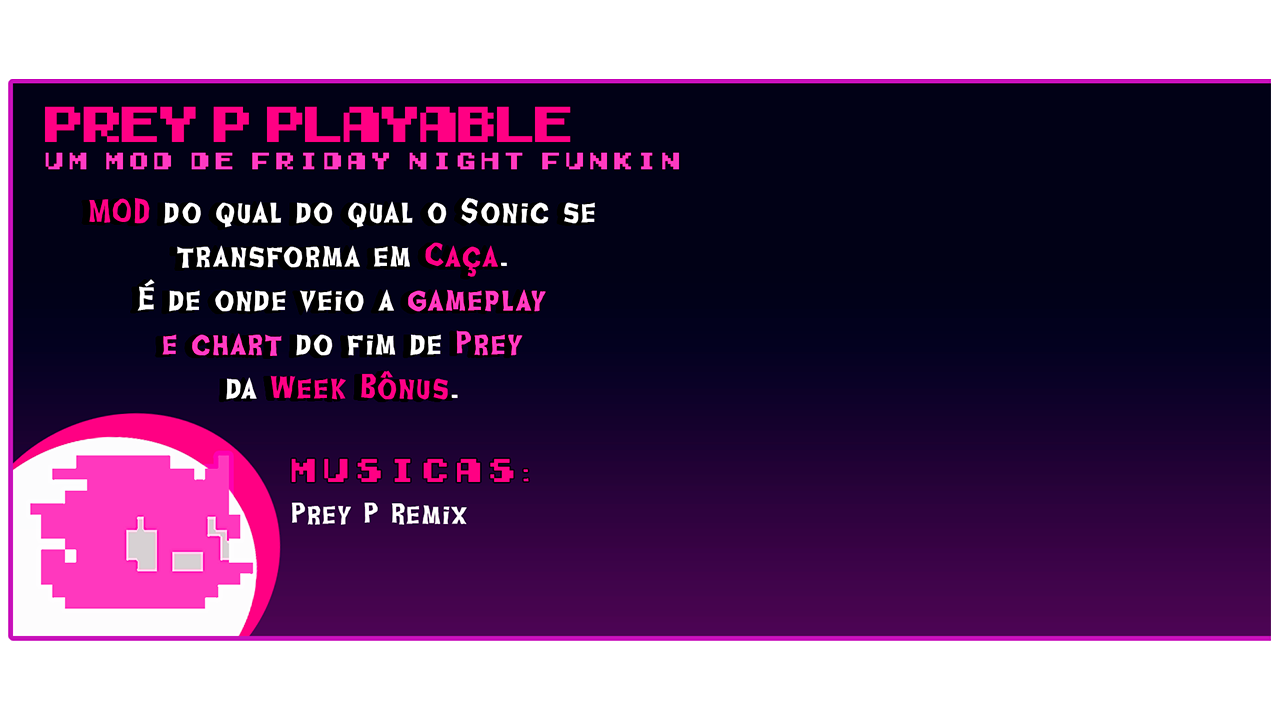 PREY P PLAYABLE
UM MOD DE FRIDAY NIGHT FUNKIN
MOD DO QUAL DO QUAL O SONIC SE
TRANSFORMA EM CAÇA.
É DE ONDE VEIO A GAMEPLAY
E CHART DO FIM DE PREY
DA WEEK BÔNUS.
MUSICAS:
PREY P REMIX